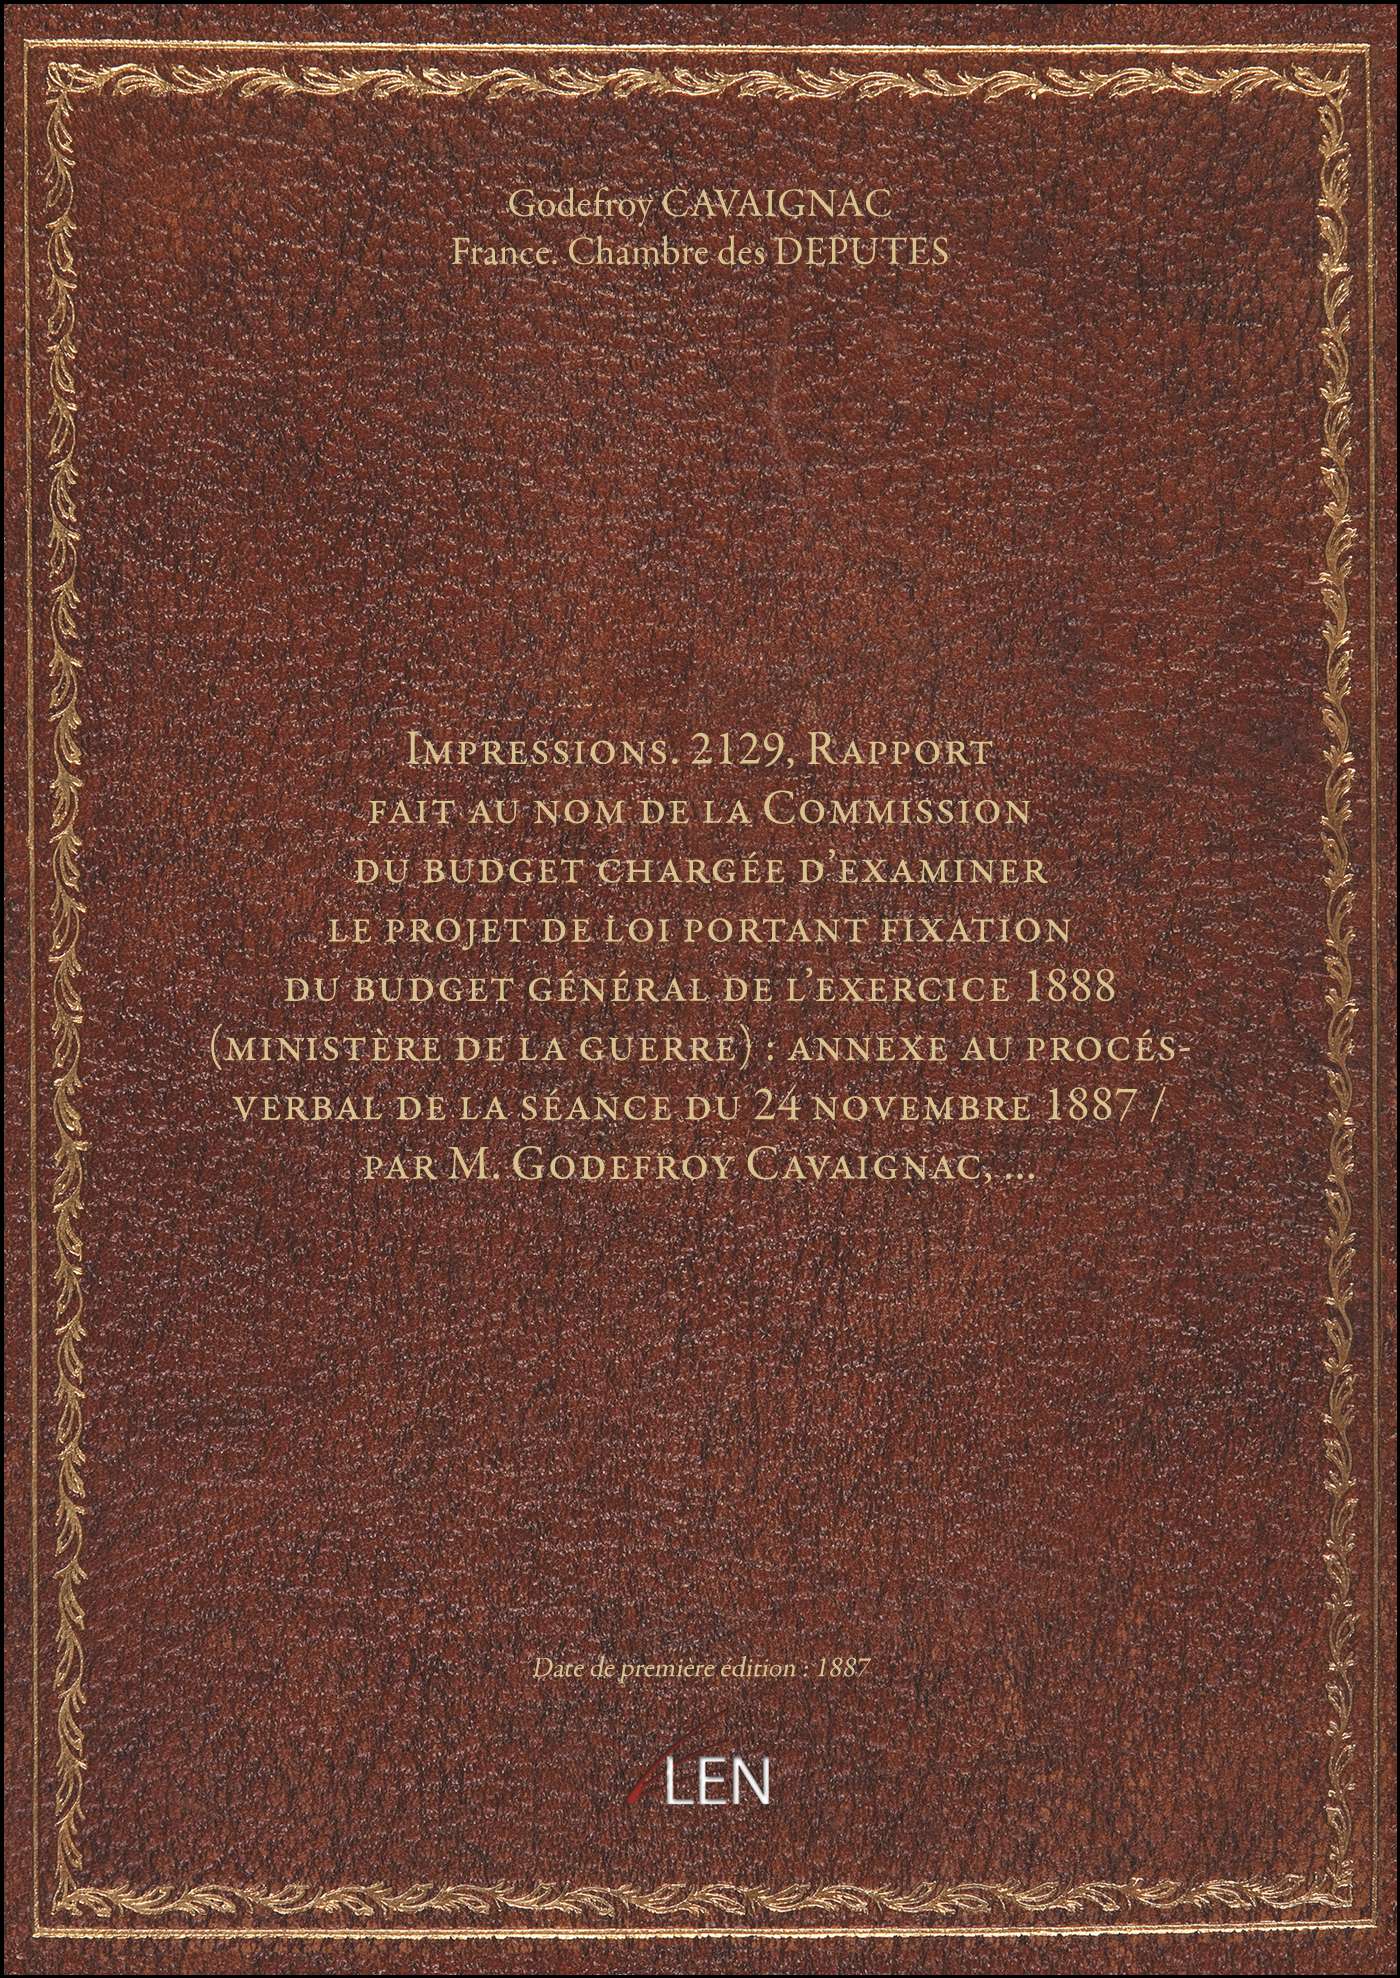 Godefroy CAVAIGNAC
France. Chambre des DEPUTES
Impressions. 2129, Rapport
fait au nom de la Commission
du budget chargée d'examiner
le projet de loi portant fixation
du budget général de l'exercice 1888
(ministère de la guerre) : annexe au procés-
verbal de la séance du 24 novembre 1887 /
par M. Godefroy Cavaignac, ...
Date de première édition : 1887
LEN